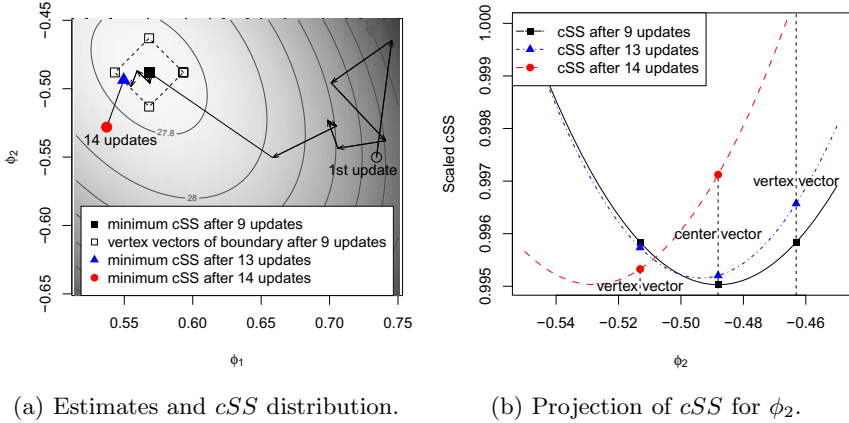 −0.45
−0.50
−0.55
−0.60
−0.65
ϕ2
27.8
28
29
14 updates
1st update
minimum cSS after 9 updates
vertex vectors of boundary after 9 updates
minimum cSS after 13 updates
minimum cSS after 14 updates
0.55 0.60 0.65 0.70 0.75
ϕ1
(a) Estimates and cSS distribution.
1.000
0.999
0.998
0.997
0.996
0.995
Scaled cSS
cSS after 9 updates
cSS after 13 updates
cSS after 14 updates
vertex vector
center vector
vertex vector
−0.54 −0.52 −0.50 −0.48 −0.46
ϕ2
(b) Projection of cSS for ϕ2.